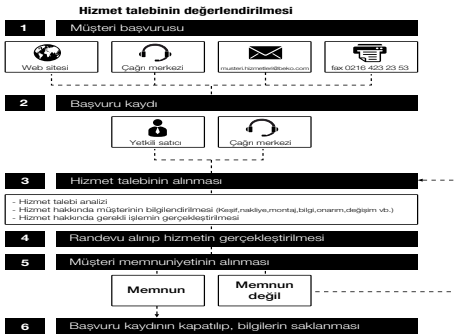 Hizmet talebinin değerlendirilmesi
1 Müşteri başvurusu
Web sitesi
Çağrı merkezi
musteri.hizmetleri@beko.com
fax 0216 423 23 53
2 Başvuru kaydı
Yetkili satıcı
Çağrı merkezi
3 Hizmet talebinin alınması
- Hizmet talebi analizi
- Hizmet hakkında müşterinin bilgilendirilmesi (Keşif,nakliye,montaj,bilgi,onarım,değişim vb.)
- Hizmet hakkında gerekli işlemin gerçekleştirilmesi
4 Randevu alınıp hizmetin gerçekleştirilmesi
5 Müşteri memnuniyetinin alınması
Memnun
Memnun
değil
6 Başvuru kaydının kapatılıp, bilgilerin saklanması